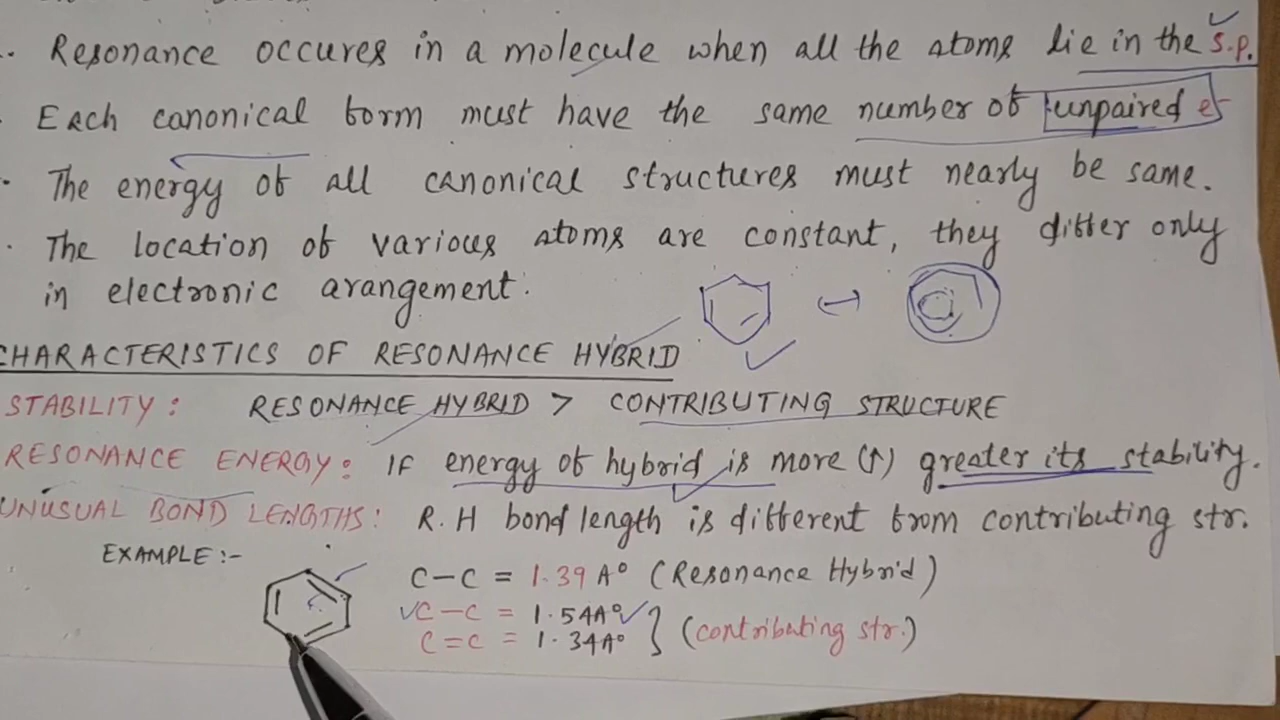 Resonance occures in a molecule when all the atoms lie in the s.p.
Each canonical form must have the same number of unpaired e-
The energy of all canonical structures must nearly be same.
The location of various atoms are constant, they differ only
in electronic arangement.
CHARACTERISTICS OF RESONANCE HYBRID
STABILITY: RESONANCE HYBRID > CONTRIBUTING STRUCTURE
RESONANCE ENERGY: IF energy of hybrid is more (↑) greater its stability.
UNUSUAL BOND LENGTHS: R.H bond length is different from contributing str.
EXAMPLE:-
C-C = 1.39 A° (Resonance Hybrid)
C-C = 1.54A°
C=C = 1.34A° } (contributing str.)